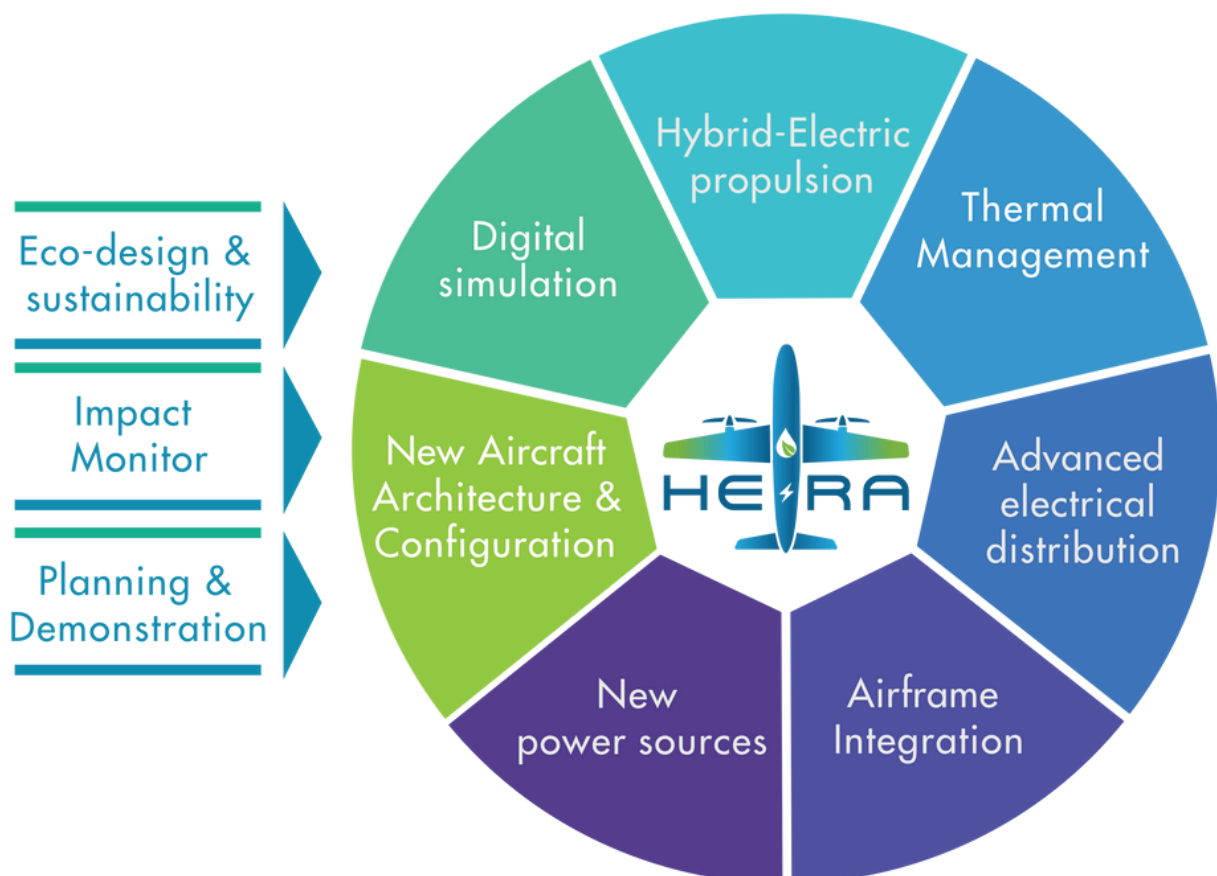 Eco-design &
sustainability
Impact
Monitor
Planning &
Demonstration
Hybrid-Electric
propulsion
Thermal
Management
Advanced
electrical
distribution
Airframe
Integration
New
power sources
New Aircraft
Architecture &
Configuration
Digital
simulation
HERA